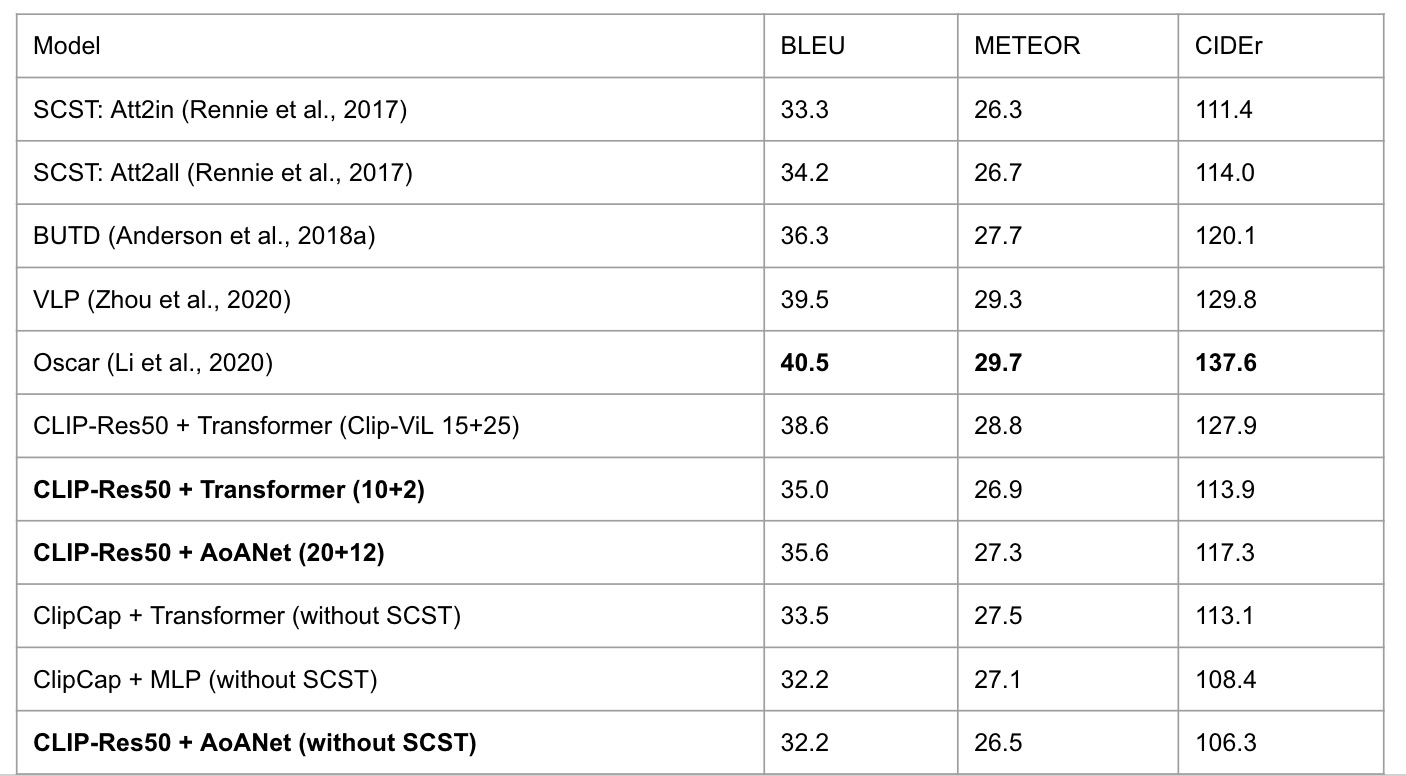 Model BLEU METEOR CIDEr
SCST: Att2in (Rennie et al., 2017) 33.3 26.3 111.4
SCST: Att2all (Rennie et al., 2017) 34.2 26.7 114.0
BUTD (Anderson et al., 2018a) 36.3 27.7 120.1
VLP (Zhou et al., 2020) 39.5 29.3 129.8
Oscar (Li et al., 2020) 40.5 29.7 137.6
CLIP-Res50 + Transformer (Clip-ViL 15+25) 38.6 28.8 127.9
CLIP-Res50 + Transformer (10+2) 35.0 26.9 113.9
CLIP-Res50 + AoANet (20+12) 35.6 27.3 117.3
ClipCap + Transformer (without SCST) 33.5 27.5 113.1
ClipCap + MLP (without SCST) 32.2 27.1 108.4
CLIP-Res50 + AoANet (without SCST) 32.2 26.5 106.3